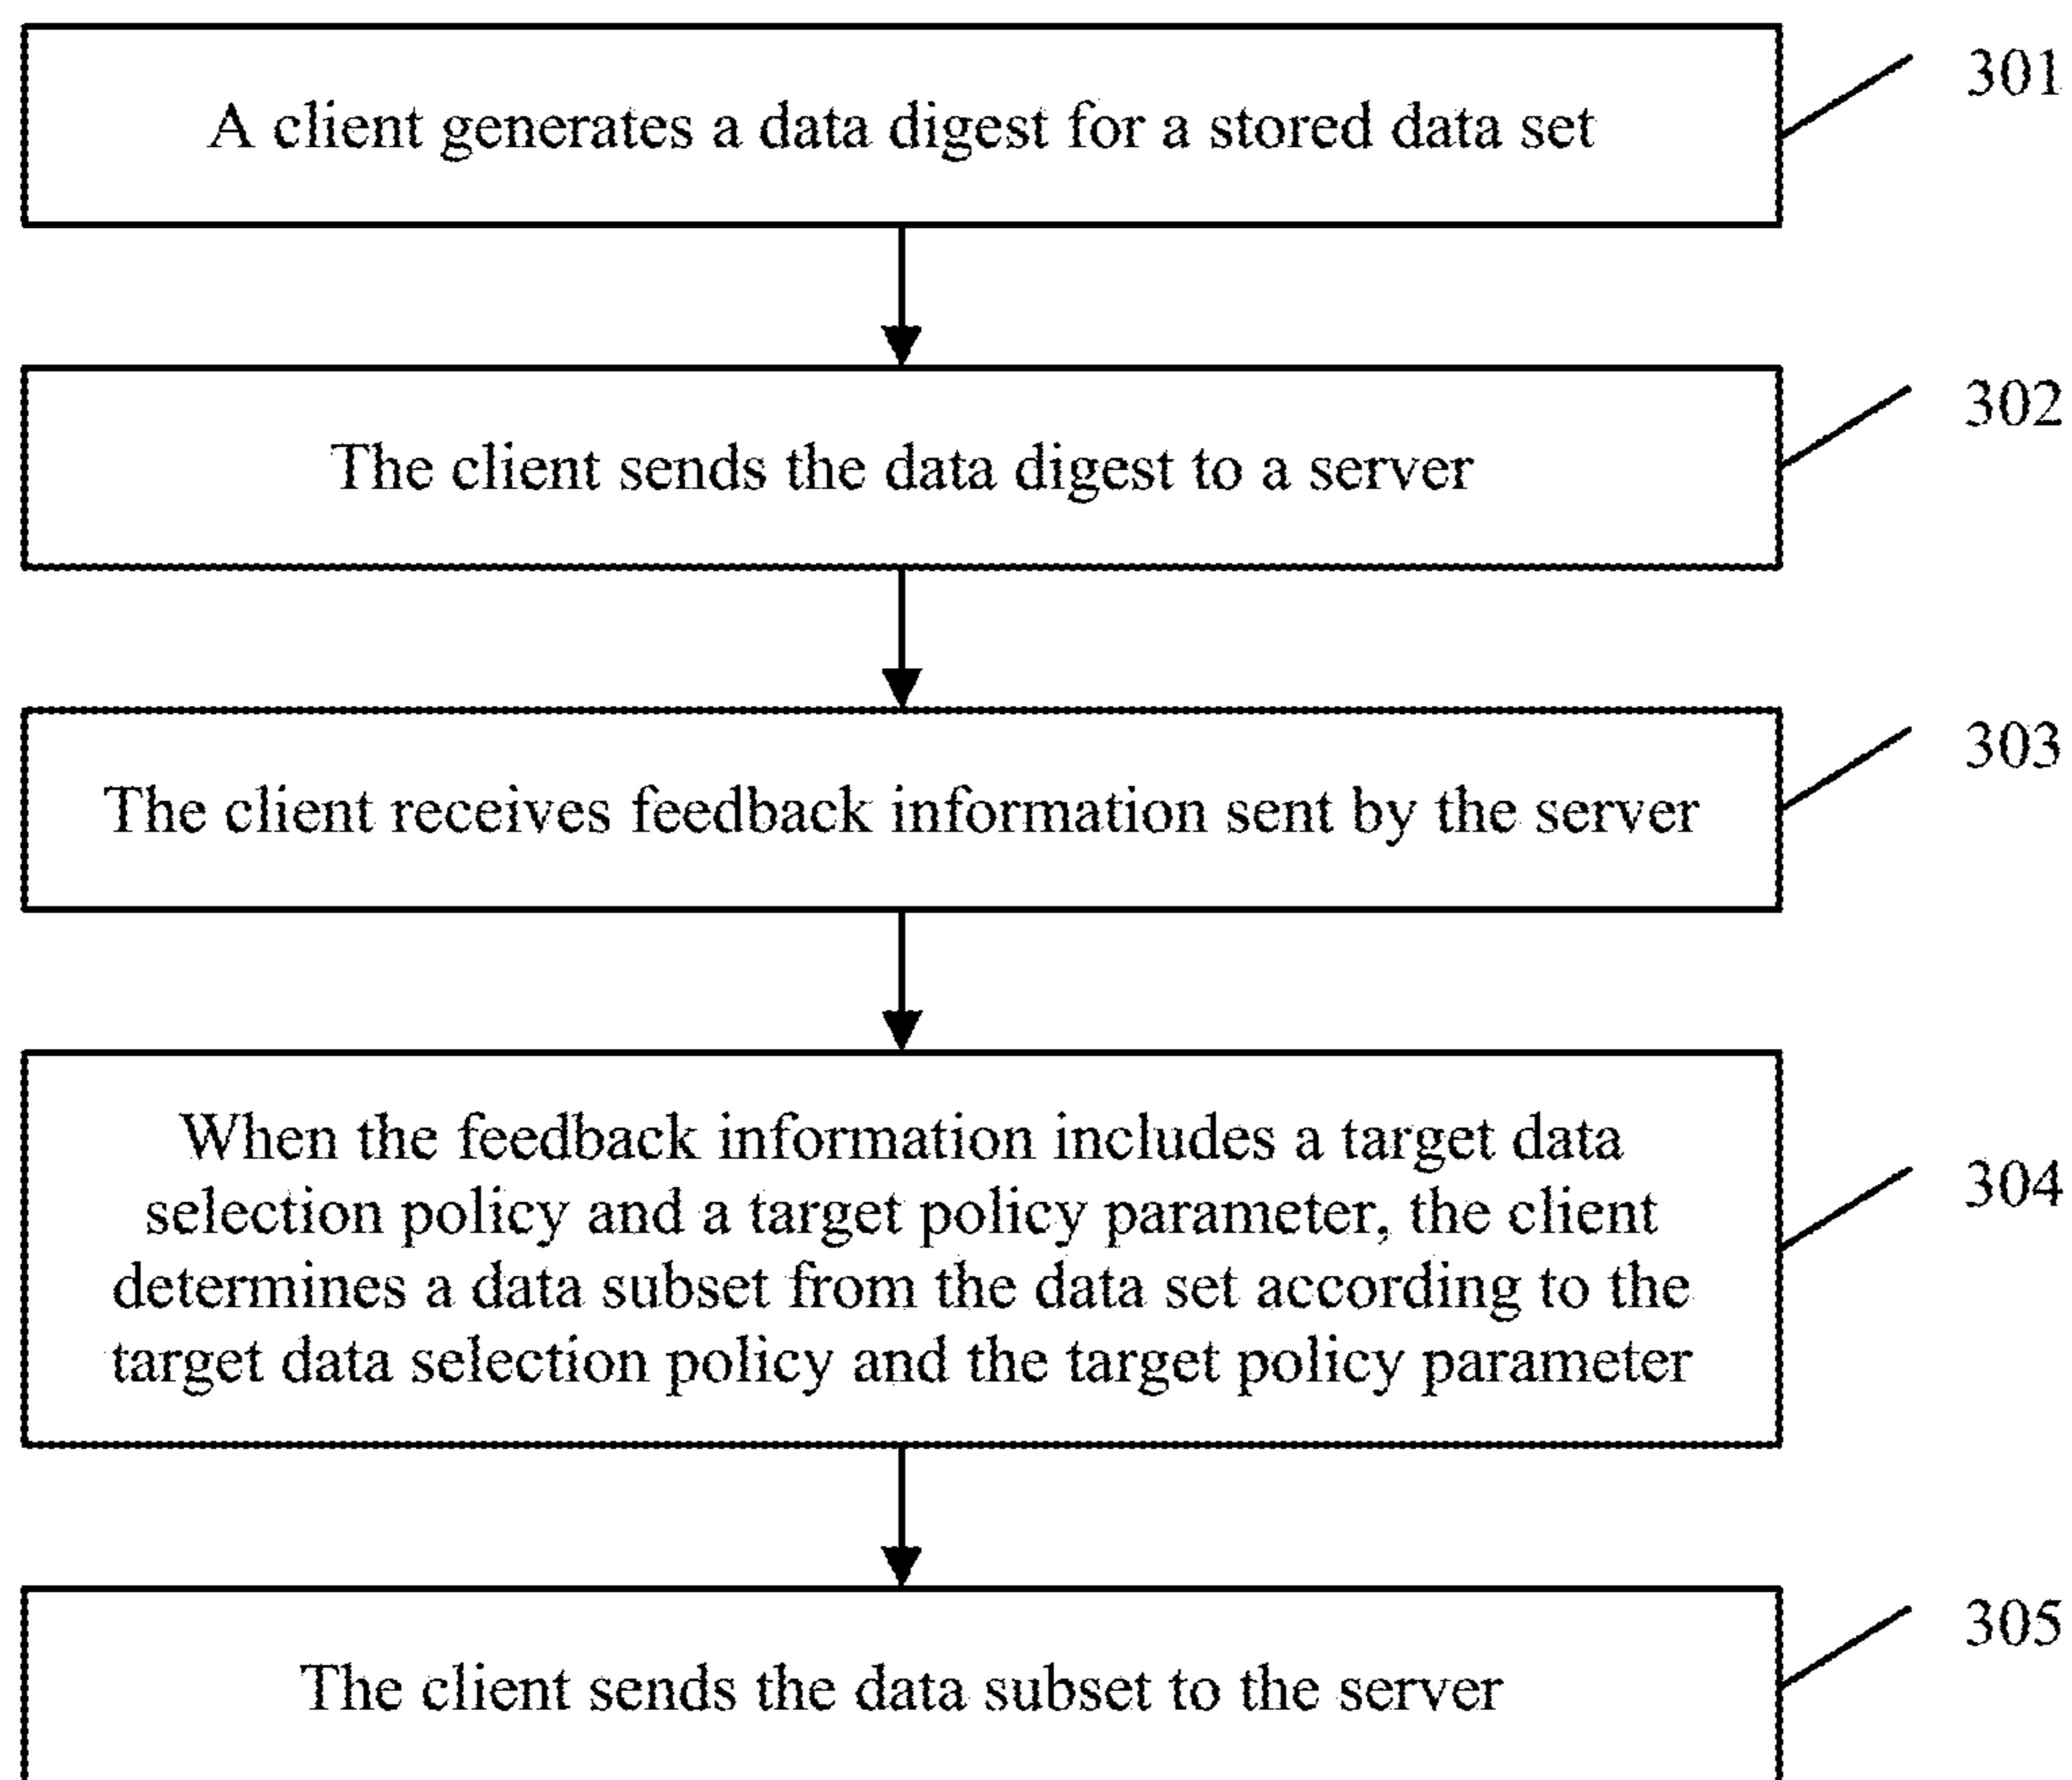 A client generates a data digest for a stored data set
301
The client sends the data digest to a server
302
The client receives feedback information sent by the server
303
When the feedback information includes a target data
selection policy and a target policy parameter, the client
determines a data subset from the data set according to the
target data selection policy and the target policy parameter
304
The client sends the data subset to the server
305